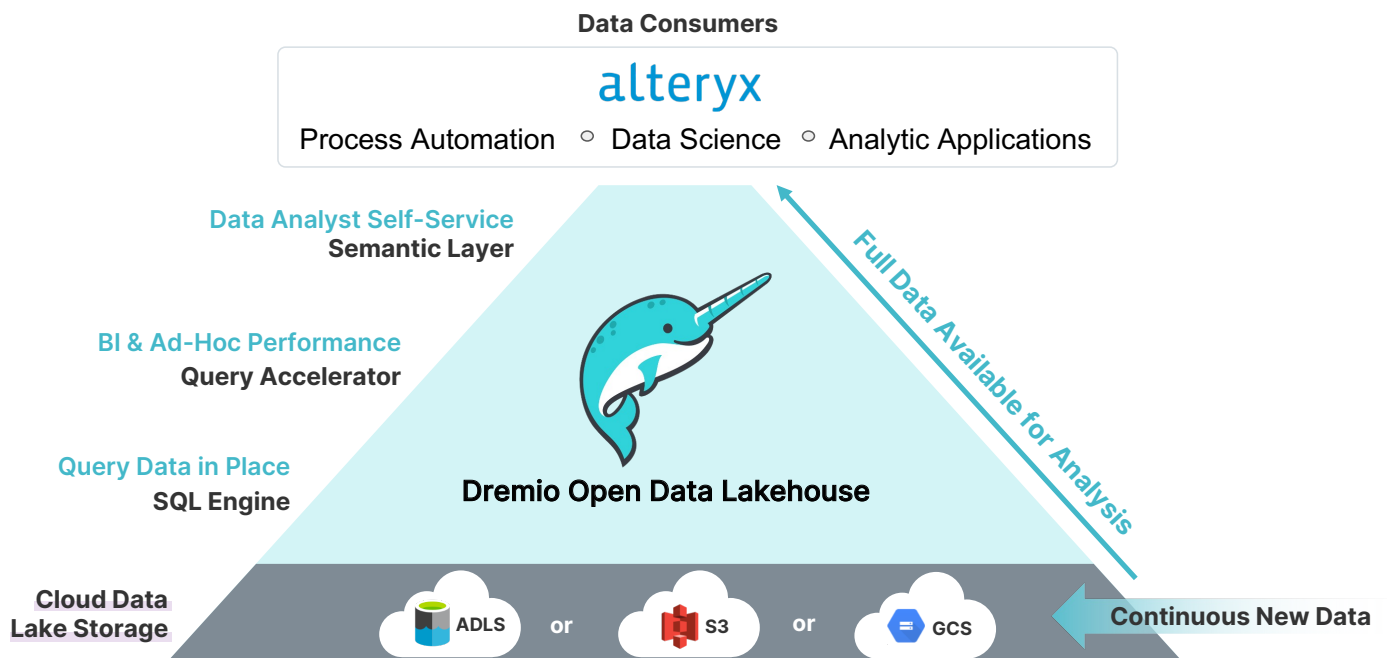 Data Consumers
alteryx
Process Automation ○ Data Science ○ Analytic Applications
Data Analyst Self-Service
Semantic Layer
Full Data Available for Analysis
BI & Ad-Hoc Performance
Query Accelerator
Query Data in Place
SQL Engine
Dremio Open Data Lakehouse
Cloud Data
Lake Storage
ADLS or S3 or GCS
Continuous New Data